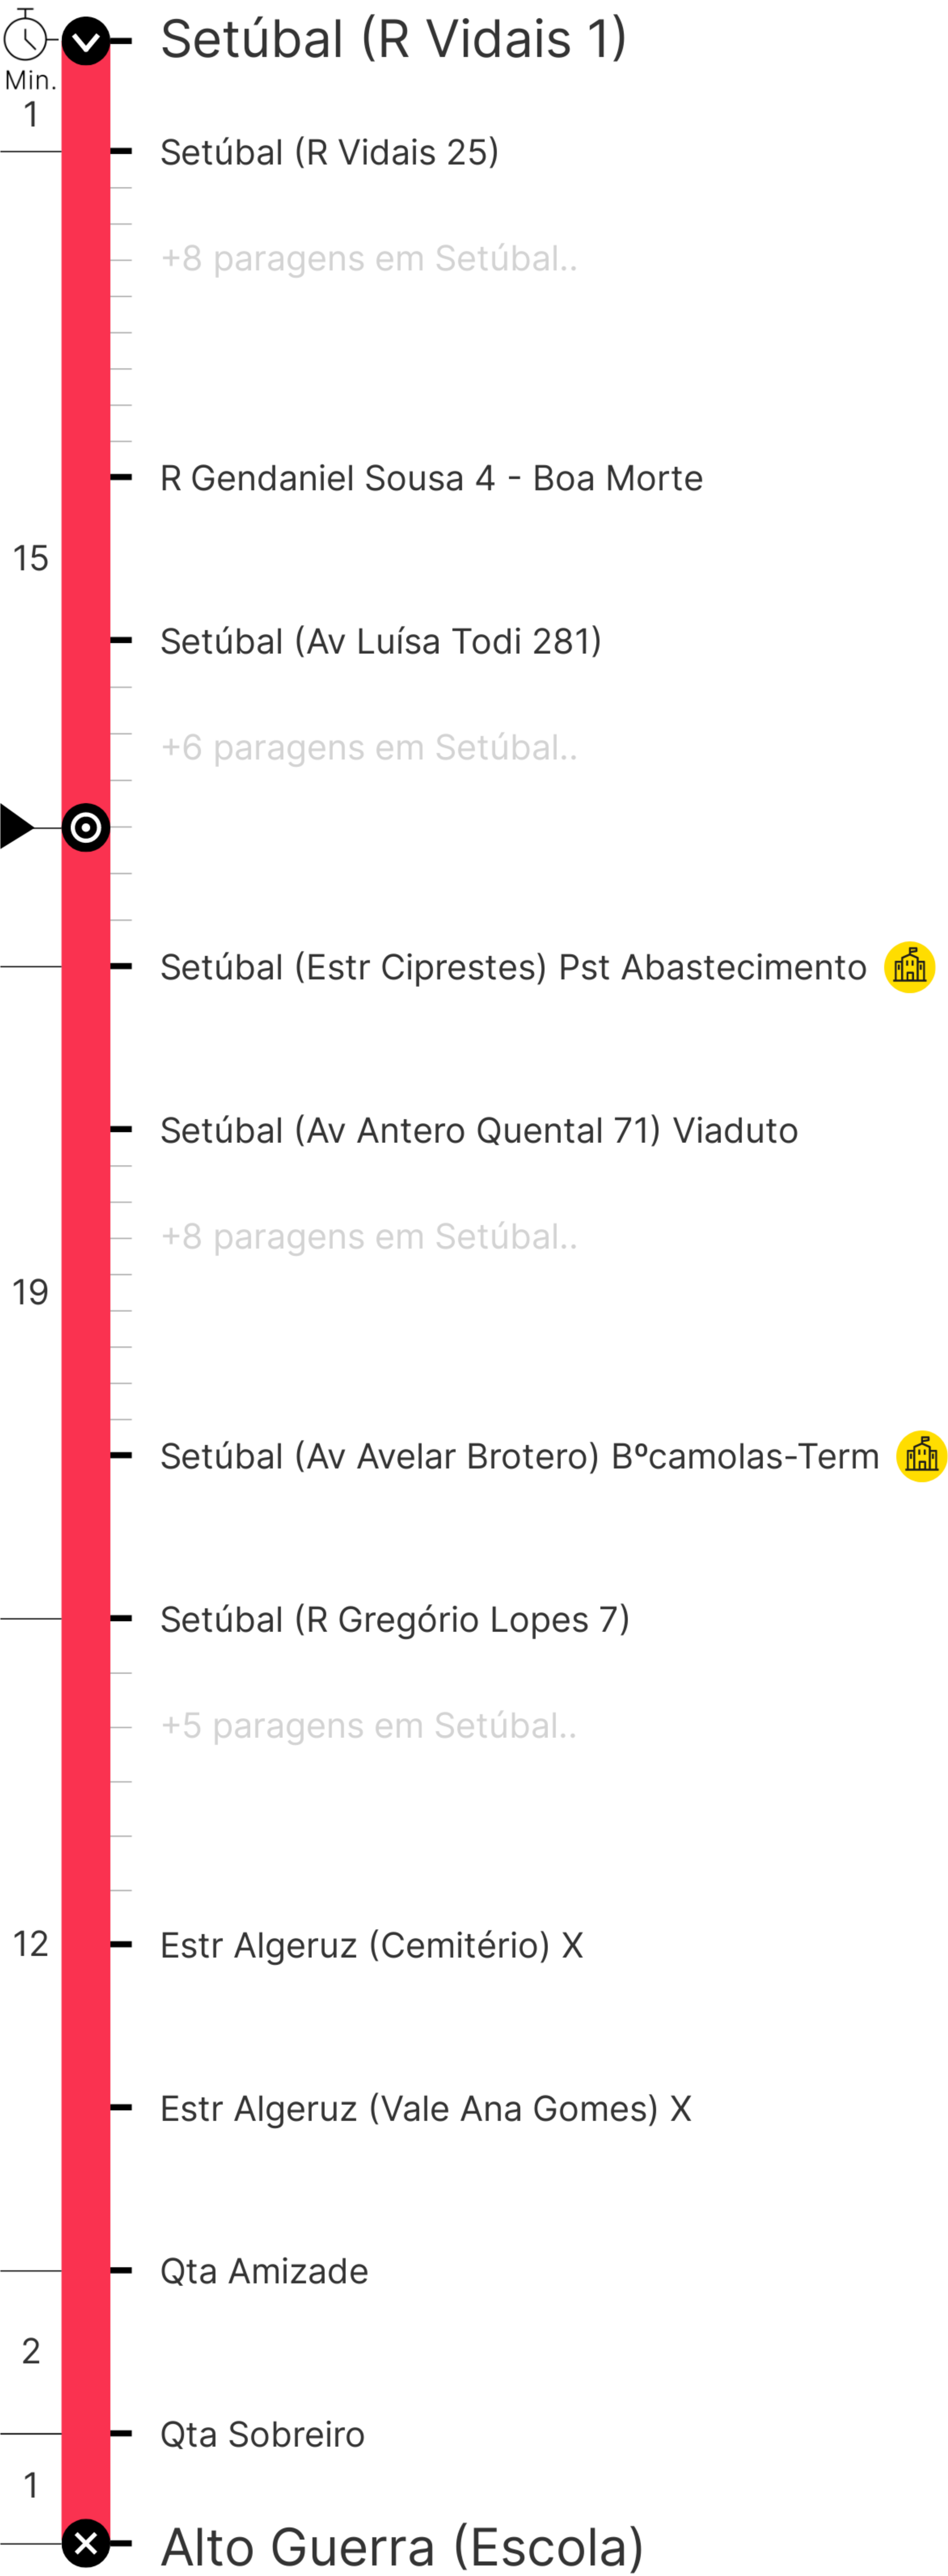 Setúbal (R Vidais 1)
Min.
1
Setúbal (R Vidais 25)
+8 paragens em Setúbal..
R Gendaniel Sousa 4 - Boa Morte
15
Setúbal (Av Luísa Todi 281)
+6 paragens em Setúbal..
Setúbal (Estr Ciprestes) Pst Abastecimento
Setúbal (Av Antero Quental 71) Viaduto
+8 paragens em Setúbal..
19
Setúbal (Av Avelar Brotero) Bºcamolas-Term
Setúbal (R Gregório Lopes 7)
+5 paragens em Setúbal..
12
Estr Algeruz (Cemitério) X
Estr Algeruz (Vale Ana Gomes) X
Qta Amizade
2
Qta Sobreiro
1
Alto Guerra (Escola)